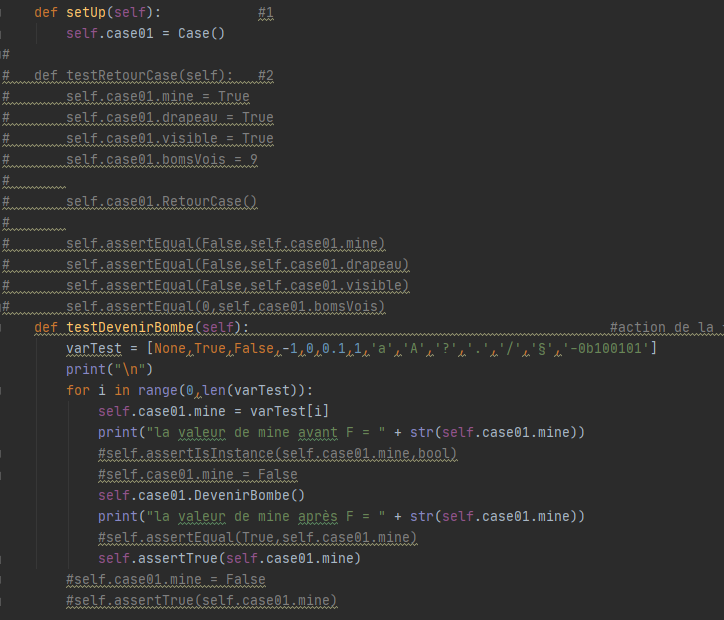 def setUp(self):            #1
    self.case01 = Case()
#
#   def testRetourCase(self):   #2
#       self.case01.mine = True
#       self.case01.drapeau = True
#       self.case01.visible = True
#       self.case01.bomsVois = 9
#
#       self.case01.RetourCase()
#
#       self.assertEqual(False,self.case01.mine)
#       self.assertEqual(False,self.case01.drapeau)
#       self.assertEqual(False,self.case01.visible)
#       self.assertEqual(0,self.case01.bomsVois)
    def testDevenirBombe(self):                                             #action de la
        varTest = [None,True,False,-1,0,0.1,1,'a','A','?','.','/','§','-0b100101']
        print("\n")
        for i in range(0,len(varTest)):
            self.case01.mine = varTest[i]
            print("la valeur de mine avant F = " + str(self.case01.mine))
            #self.assertIsInstance(self.case01.mine,bool)
            #self.case01.mine = False
            self.case01.DevenirBombe()
            print("la valeur de mine après F = " + str(self.case01.mine))
            #self.assertEqual(True,self.case01.mine)
            self.assertTrue(self.case01.mine)
        #self.case01.mine = False
        #self.assertTrue(self.case01.mine)